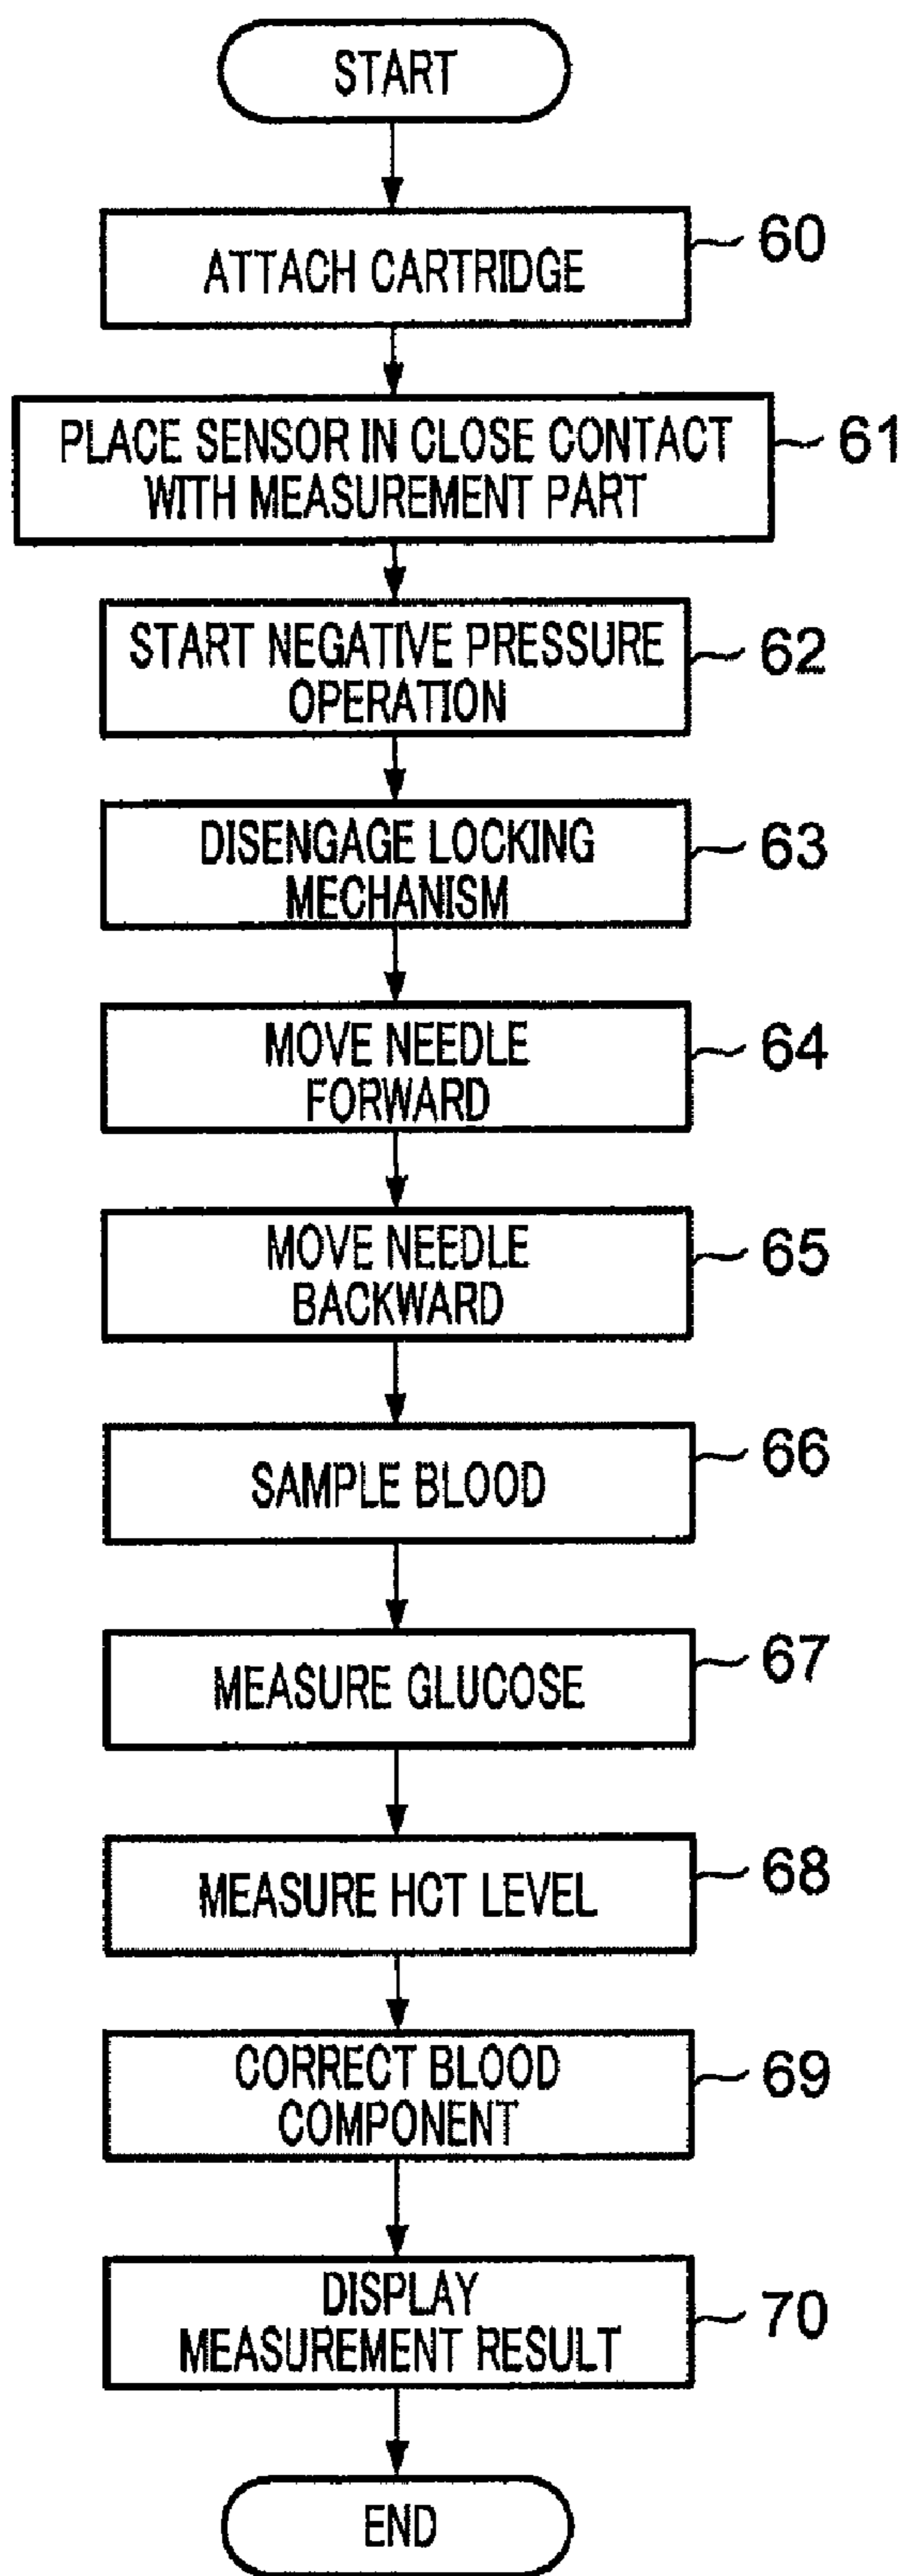 START
ATTACH CARTRIDGE
60
PLACE SENSOR IN CLOSE CONTACT
WITH MEASUREMENT PART
61
START NEGATIVE PRESSURE
OPERATION
62
DISENGAGE LOCKING
MECHANISM
63
MOVE NEEDLE
FORWARD
64
MOVE NEEDLE
BACKWARD
65
SAMPLE BLOOD
66
MEASURE GLUCOSE
67
MEASURE HCT LEVEL
68
CORRECT BLOOD
COMPONENT
69
DISPLAY
MEASUREMENT RESULT
70
END